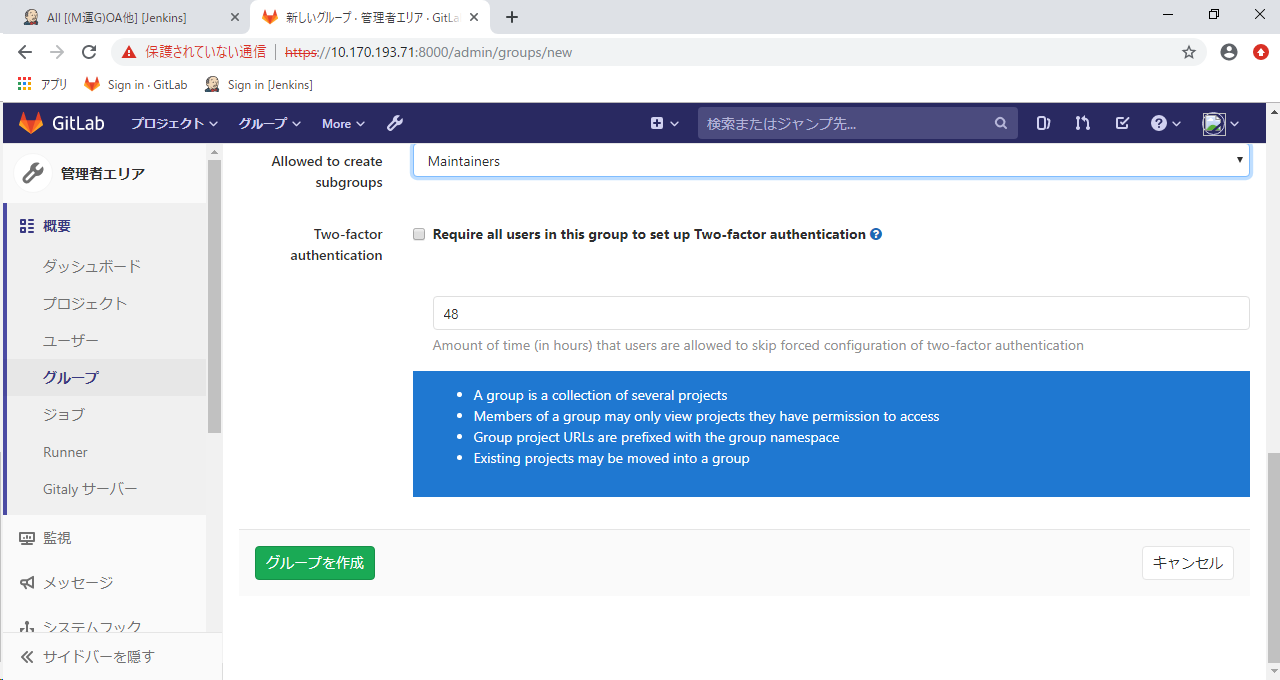 All [(M運G)OA他] [Jenkins]
新しいグループ · 管理者エリア · GitLa
保護されていない通信
https://10.170.193.71:8000/admin/groups/new
アプリ
Sign in · GitLab
Sign in [Jenkins]
GitLab
プロジェクト
グループ
More
検索またはジャンプ先...
管理者エリア
概要
ダッシュボード
プロジェクト
ユーザー
グループ
ジョブ
Runner
Gitaly サーバー
監視
メッセージ
システムフック
サイドバーを隠す
Allowed to create
subgroups
Maintainers
Two-factor
authentication
Require all users in this group to set up Two-factor authentication
48
Amount of time (in hours) that users are allowed to skip forced configuration of two-factor authentication
• A group is a collection of several projects
• Members of a group may only view projects they have permission to access
• Group project URLs are prefixed with the group namespace
• Existing projects may be moved into a group
グループを作成
キャンセル